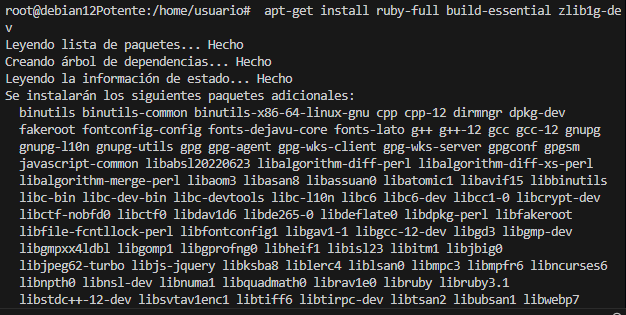 root@debian12Potente:/home/usuario#  apt-get install ruby-full build-essential zlib1g-de
v
Leyendo lista de paquetes... Hecho
Creando árbol de dependencias... Hecho
Leyendo la información de estado... Hecho
Se instalarán los siguientes paquetes adicionales:
  binutils binutils-common binutils-x86-64-linux-gnu cpp cpp-12 dirmngr dpkg-dev
  fakeroot fontconfig-config fonts-dejavu-core fonts-lato g++ g++-12 gcc gcc-12 gnupg
  gnupg-l10n gnupg-utils gpg gpg-agent gpg-wks-client gpg-wks-server gpgconf gpgsm
  javascript-common libabsl20220623 libalgorithm-diff-perl libalgorithm-diff-xs-perl
  libalgorithm-merge-perl libaom3 libasan8 libassuan0 libatomic1 libavif15 libbinutils
  libc-bin libc-dev-bin libc-devtools libc-l10n libc6 libc6-dev libcc1-0 libcrypt-dev
  libctf-nobfd0 libctf0 libdav1d6 libde265-0 libdeflate0 libdpkg-perl libfakeroot
  libfile-fcntllock-perl libfontconfig1 libgav1-1 libgcc-12-dev libgd3 libgmp-dev
  libgmpxx4ldbl libgomp1 libgprofng0 libheif1 libisl23 libitm1 libjbig0
  libjpeg62-turbo libjs-jquery libksba8 liblerc4 liblsan0 libmpc3 libmpfr6 libncurses6
  libnpth0 libnsl-dev libnuma1 libquadmath0 librav1e0 libruby libruby3.1
  libstdc++-12-dev libsvtav1enc1 libtiff6 libtirpc-dev libtsan2 libubsan1 libwebp7